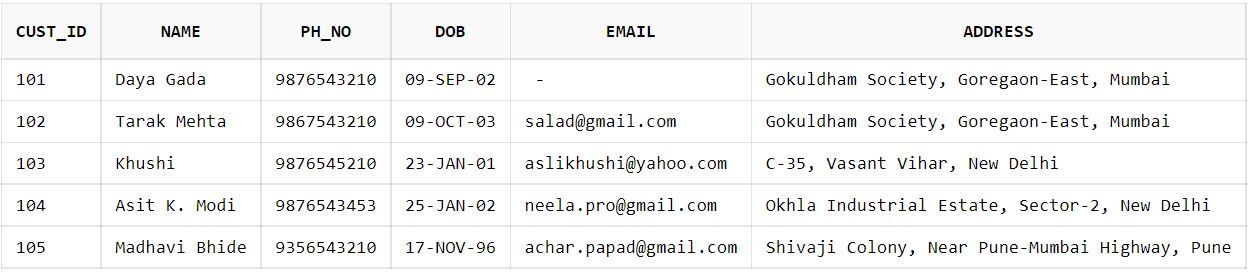 CUST_ID NAME PH_NO DOB EMAIL ADDRESS
101 Daya Gada 9876543210 09-SEP-02 - Gokuldham Society, Goregaon-East, Mumbai
102 Tarak Mehta 9867543210 09-OCT-03 salad@gmail.com Gokuldham Society, Goregaon-East, Mumbai
103 Khushi 9876545210 23-JAN-01 aslikhushi@yahoo.com C-35, Vasant Vihar, New Delhi
104 Asit K. Modi 9876543453 25-JAN-02 neela.pro@gmail.com Okhla Industrial Estate, Sector-2, New Delhi
105 Madhavi Bhide 9356543210 17-NOV-96 achar.papad@gmail.com Shivaji Colony, Near Pune-Mumbai Highway, Pune